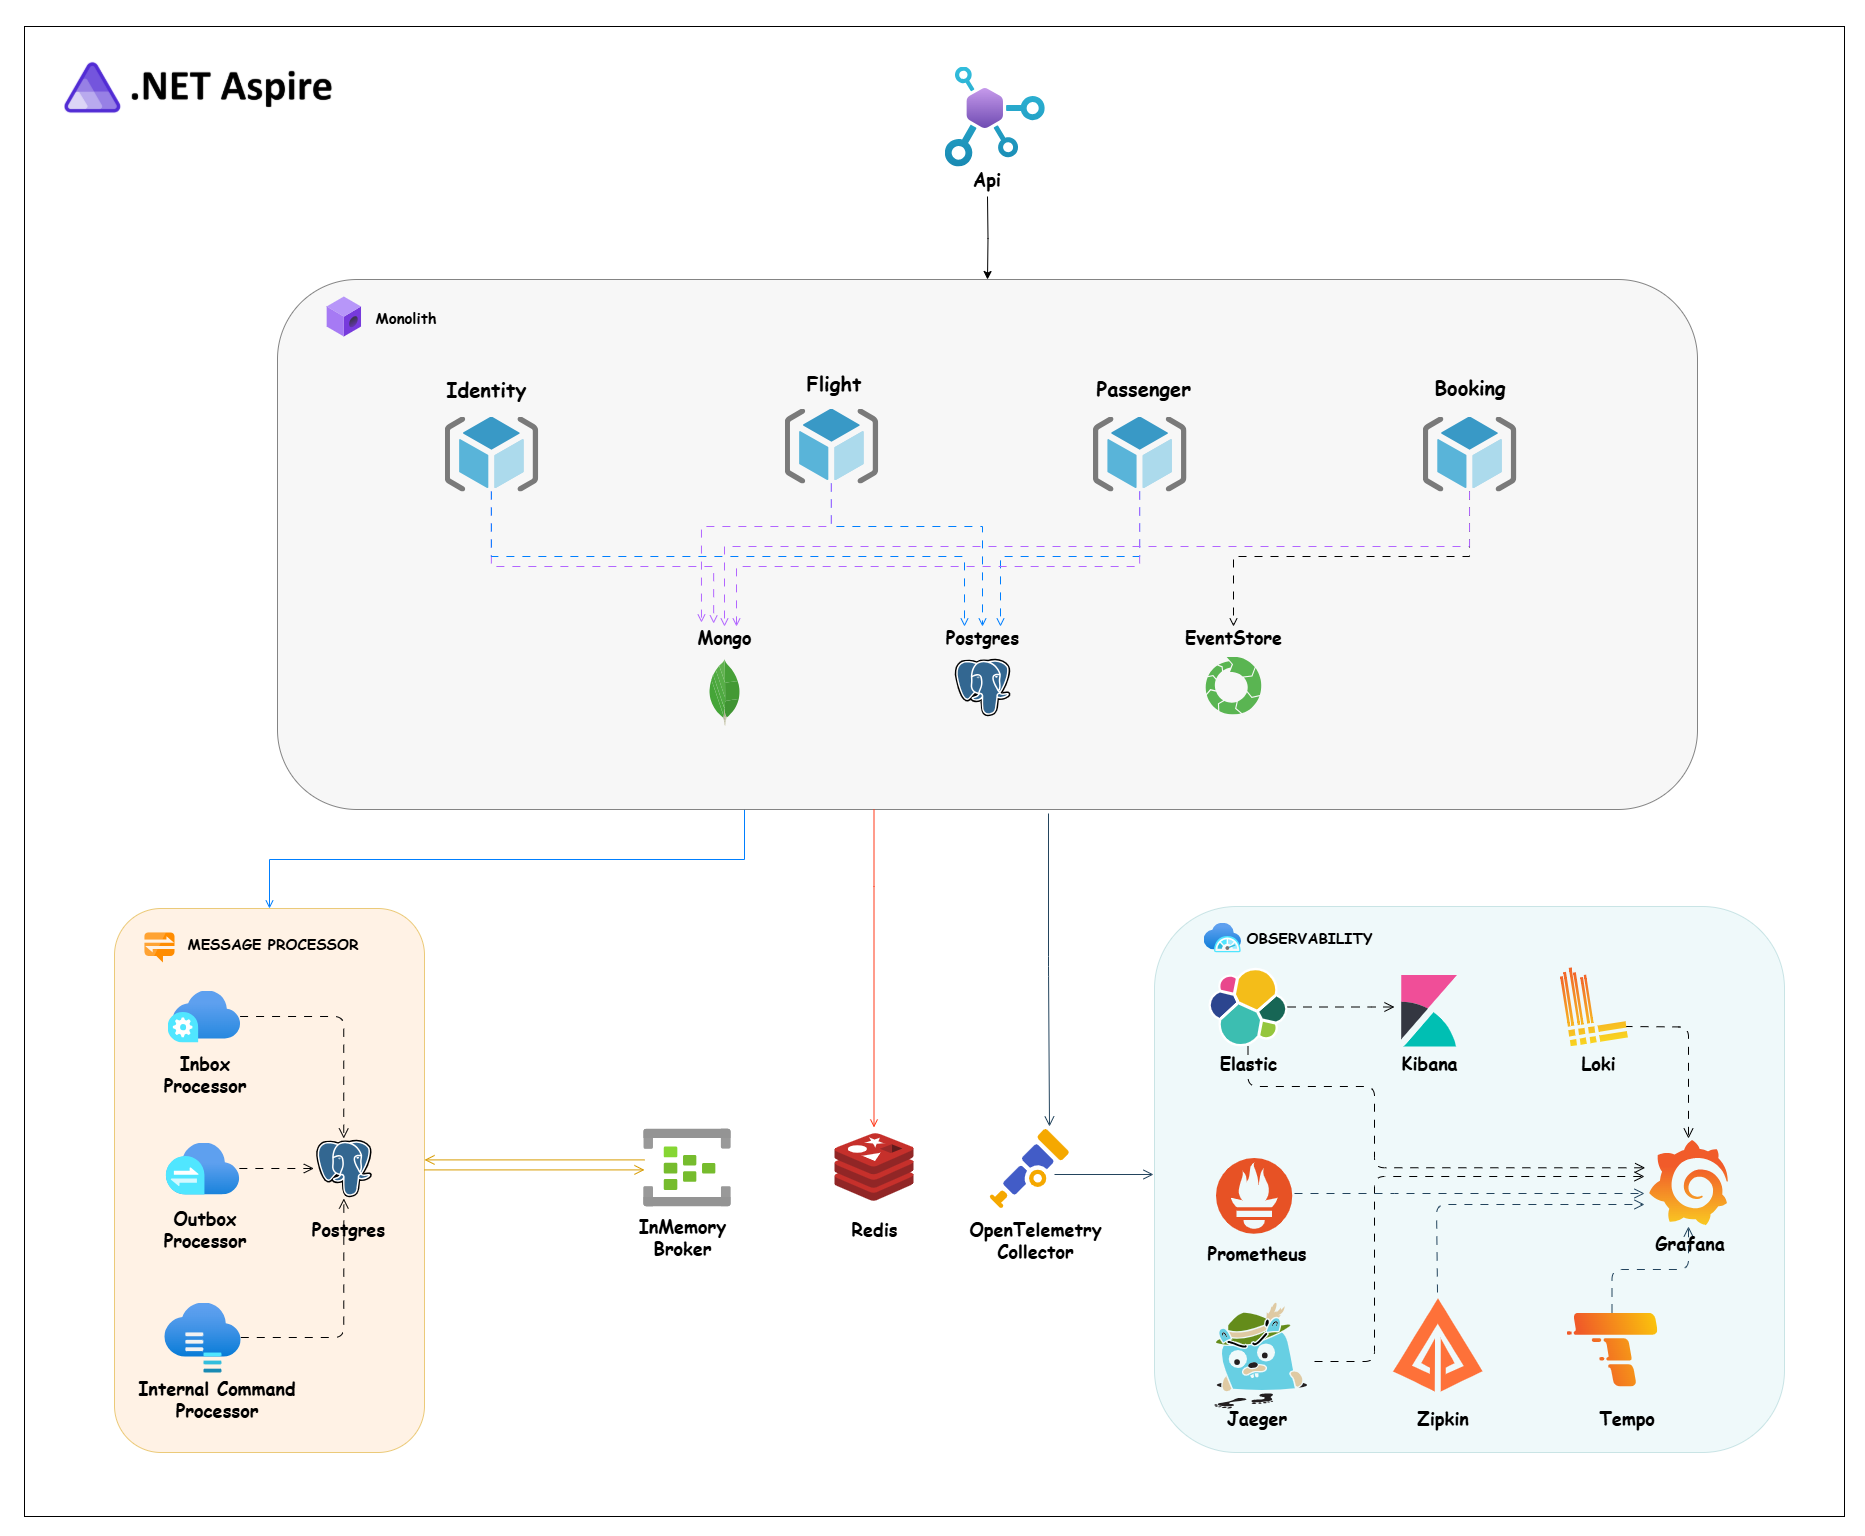 .NET Aspire
Api
Monolith
Identity
Flight
Passenger
Booking
Mongo
Postgres
EventStore
MESSAGE PROCESSOR
Inbox
Processor
Outbox
Processor
Postgres
Internal Command
Processor
InMemory
Broker
Redis
OpenTelemetry
Collector
OBSERVABILITY
Elastic
Kibana
Loki
Prometheus
Grafana
Jaeger
Zipkin
Tempo